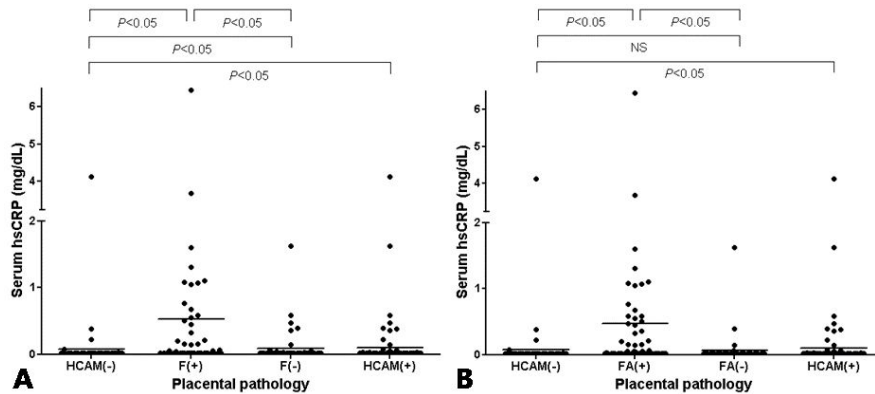 P<0.05 P<0.05
P<0.05
P<0.05
Serum hsCRP (mg/dL)
6
5
4
2
1
0
HCAM(-) F(+) F(-) HCAM(+)
Placental pathology
A
P<0.05 P<0.05
NS
P<0.05
Serum hsCRP (mg/dL)
6
4
2
1
0
HCAM(-) FA(+) FA(-) HCAM(+)
Placental pathology
B